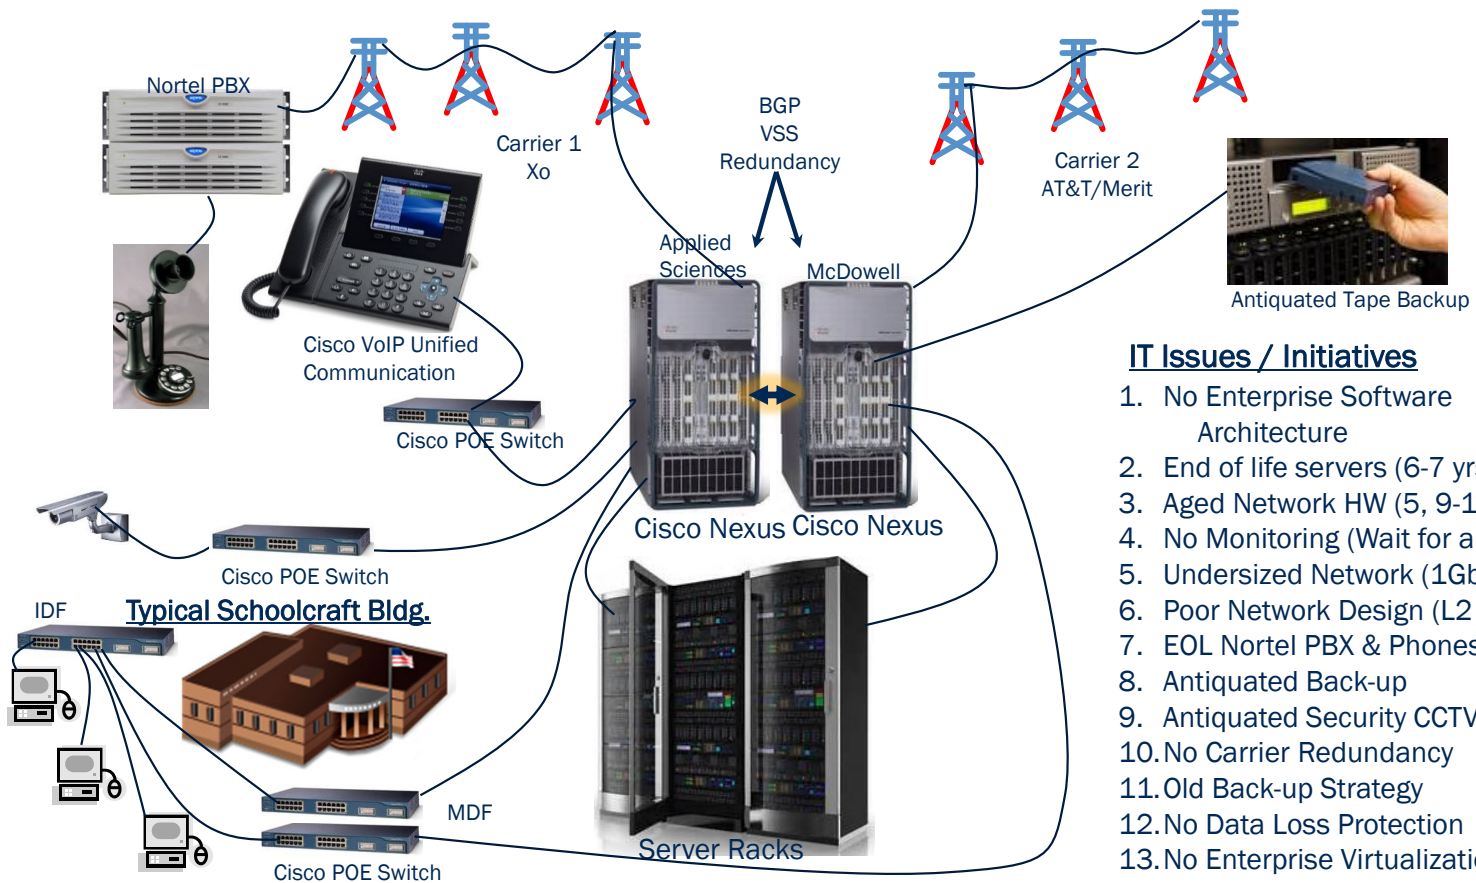 Nortel PBX
Carrier 1
Xo
BGP
VSS
Redundancy
Carrier 2
AT&T/Merit
Applied
Sciences
McDowell
Antiquated Tape Backup
Cisco VoIP Unified
Communication
Cisco POE Switch
Cisco Nexus
Cisco Nexus
Cisco POE Switch
IDF
Typical Schoolcraft Bldg.
MDF
Cisco POE Switch
Server Racks
IT Issues / Initiatives
1. No Enterprise Software
Architecture
2. End of life servers (6-7 yrs
3. Aged Network HW (5, 9-1
4. No Monitoring (Wait for a
5. Undersized Network (1Gb
6. Poor Network Design (L2
7. EOL Nortel PBX & Phones
8. Antiquated Back-up
9. Antiquated Security CCTV
10. No Carrier Redundancy
11. Old Back-up Strategy
12. No Data Loss Protection
13. No Enterprise Virtualizati